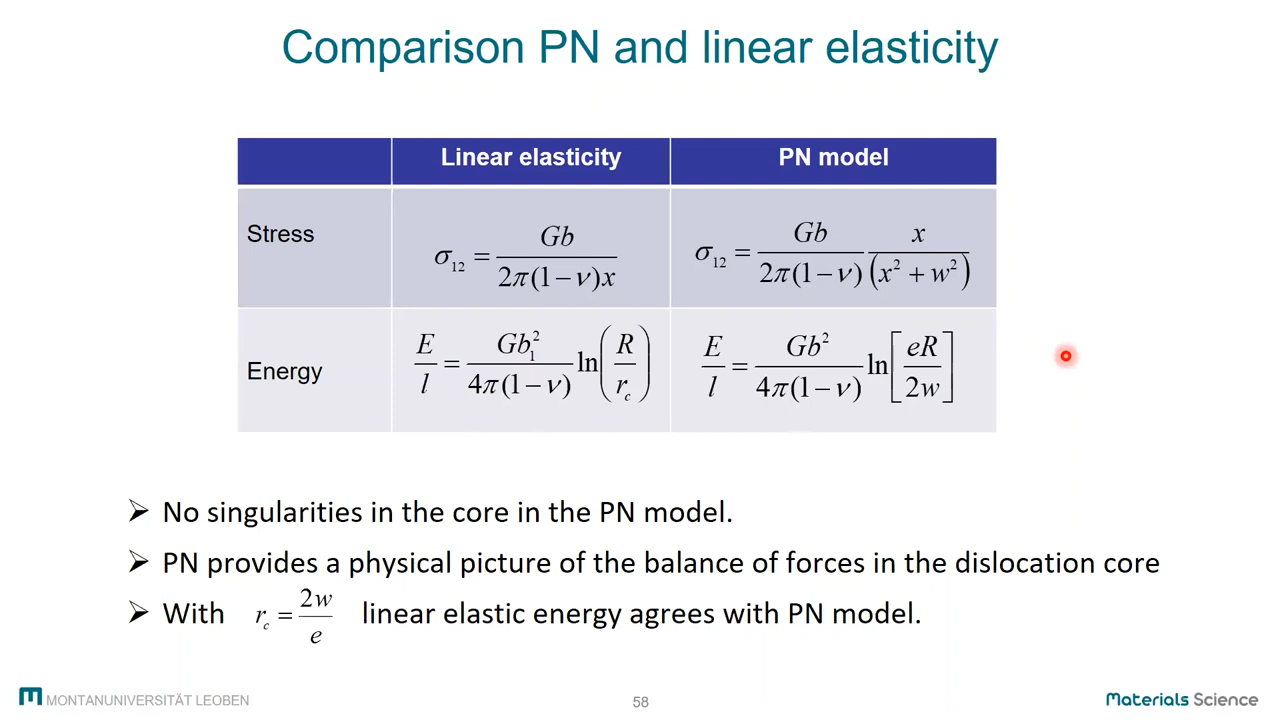 Comparison PN and linear elasticity
Linear elasticity PN model
Stress σ₁₂ = Gb / (2π(1−ν)x) σ₁₂ = Gb / (2π(1−ν)) x / (x² + w²)
Energy E/l = Gb₁² / (4π(1−ν)) ln(R/r_c) E/l = Gb² / (4π(1−ν)) ln[eR/2w]
➢ No singularities in the core in the PN model.
➢ PN provides a physical picture of the balance of forces in the dislocation core
➢ With r_c = 2w/e linear elastic energy agrees with PN model.
MONTANUNIVERSITÄT LEOBEN 58 Materials Science